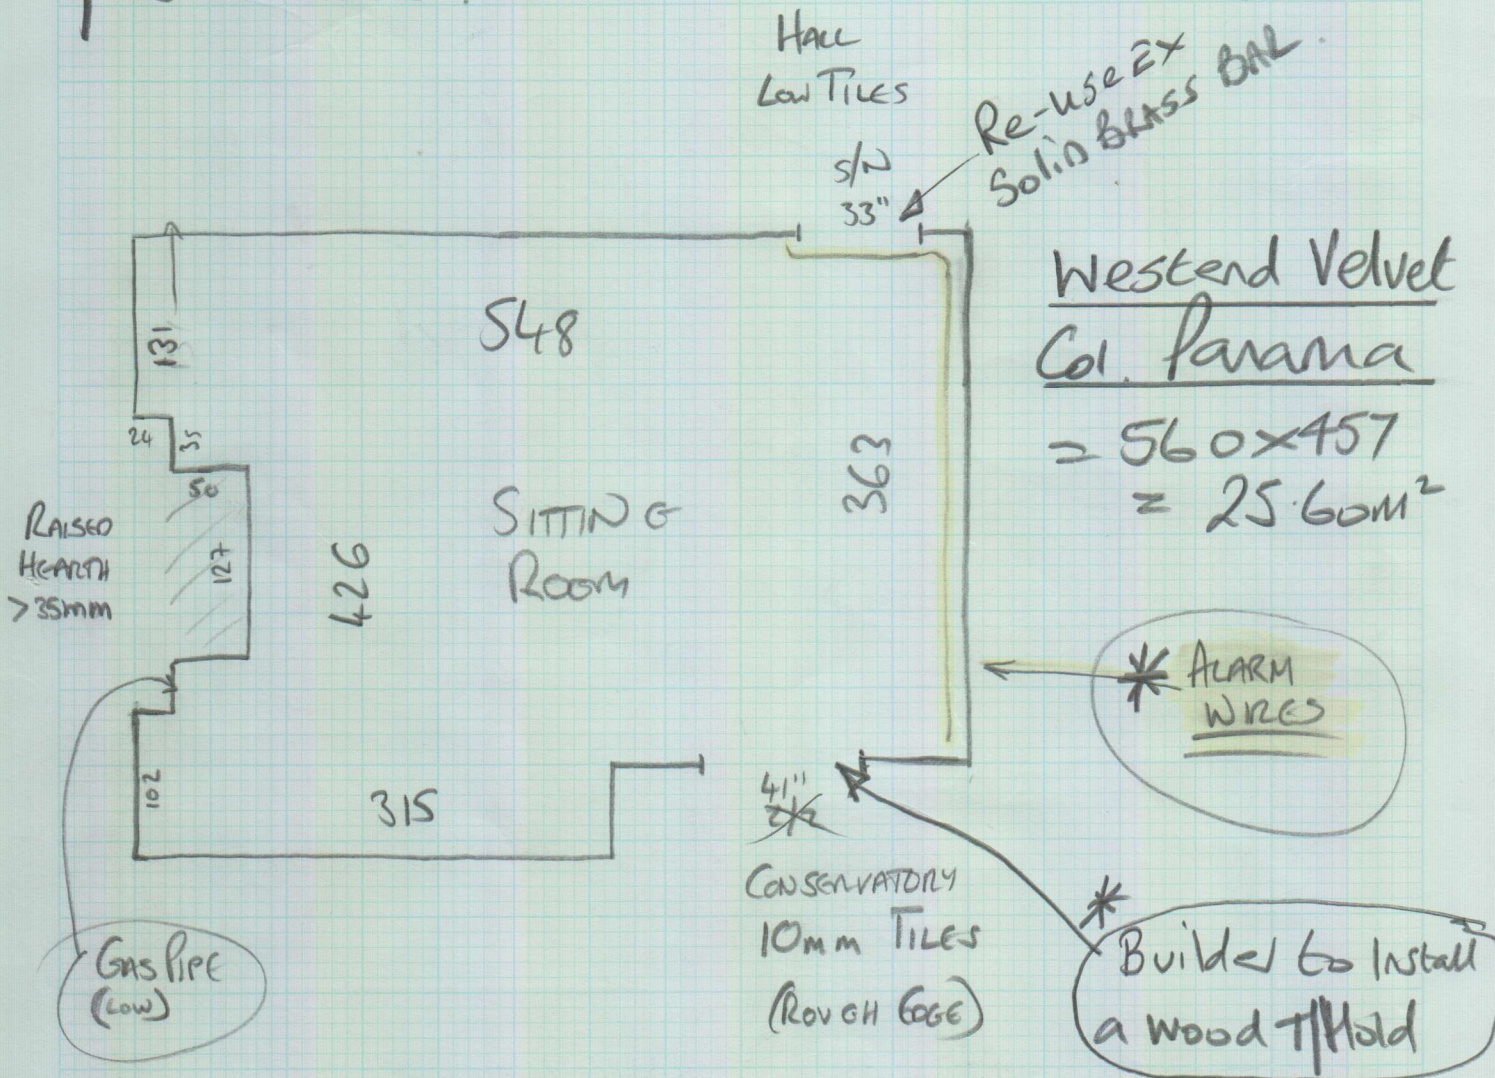 HALL
LOW TILES
S/N
33"
Re-use EX
Solid BRASS BAR
Westend Velvet
Col. Panama
= 560x457
= 25.60m²
548
131
24
35
50
127
RAISED
HEARTH
>35mm
426
SITTING
ROOM
363
* ALARM
WIRES
102
315
41"
CONSERVATORY
10mm TILES
(ROUGH EDGE)
GAS PIPE
(LOW)
*
Builder to Install
a wood T/Hold